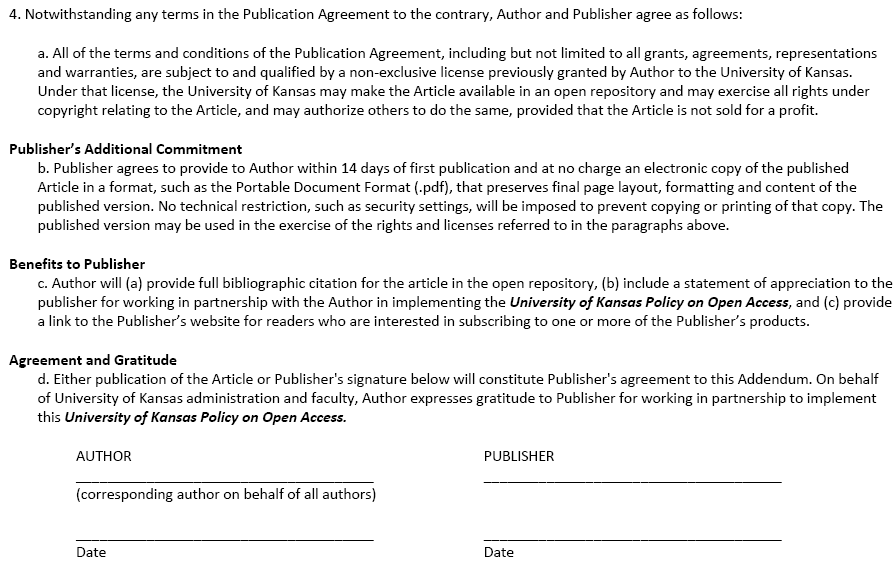 4. Notwithstanding any terms in the Publication Agreement to the contrary, Author and Publisher agree as follows:
a. All of the terms and conditions of the Publication Agreement, including but not limited to all grants, agreements, representations
and warranties, are subject to and qualified by a non-exclusive license previously granted by Author to the University of Kansas.
Under that license, the University of Kansas may make the Article available in an open repository and may exercise all rights under
copyright relating to the Article, and may authorize others to do the same, provided that the Article is not sold for a profit.
Publisher's Additional Commitment
b. Publisher agrees to provide to Author within 14 days of first publication and at no charge an electronic copy of the published
Article in a format, such as the Portable Document Format (.pdf), that preserves final page layout, formatting and content of the
published version. No technical restriction, such as security settings, will be imposed to prevent copying or printing of that copy. The
published version may be used in the exercise of the rights and licenses referred to in the paragraphs above.
Benefits to Publisher
c. Author will (a) provide full bibliographic citation for the article in the open repository, (b) include a statement of appreciation to the
publisher for working in partnership with the Author in implementing the University of Kansas Policy on Open Access, and (c) provide
a link to the Publisher's website for readers who are interested in subscribing to one or more of the Publisher's products.
Agreement and Gratitude
d. Either publication of the Article or Publisher's signature below will constitute Publisher's agreement to this Addendum. On behalf
of University of Kansas administration and faculty, Author expresses gratitude to Publisher for working in partnership to implement
this University of Kansas Policy on Open Access.
AUTHOR PUBLISHER
(corresponding author on behalf of all authors)
Date Date